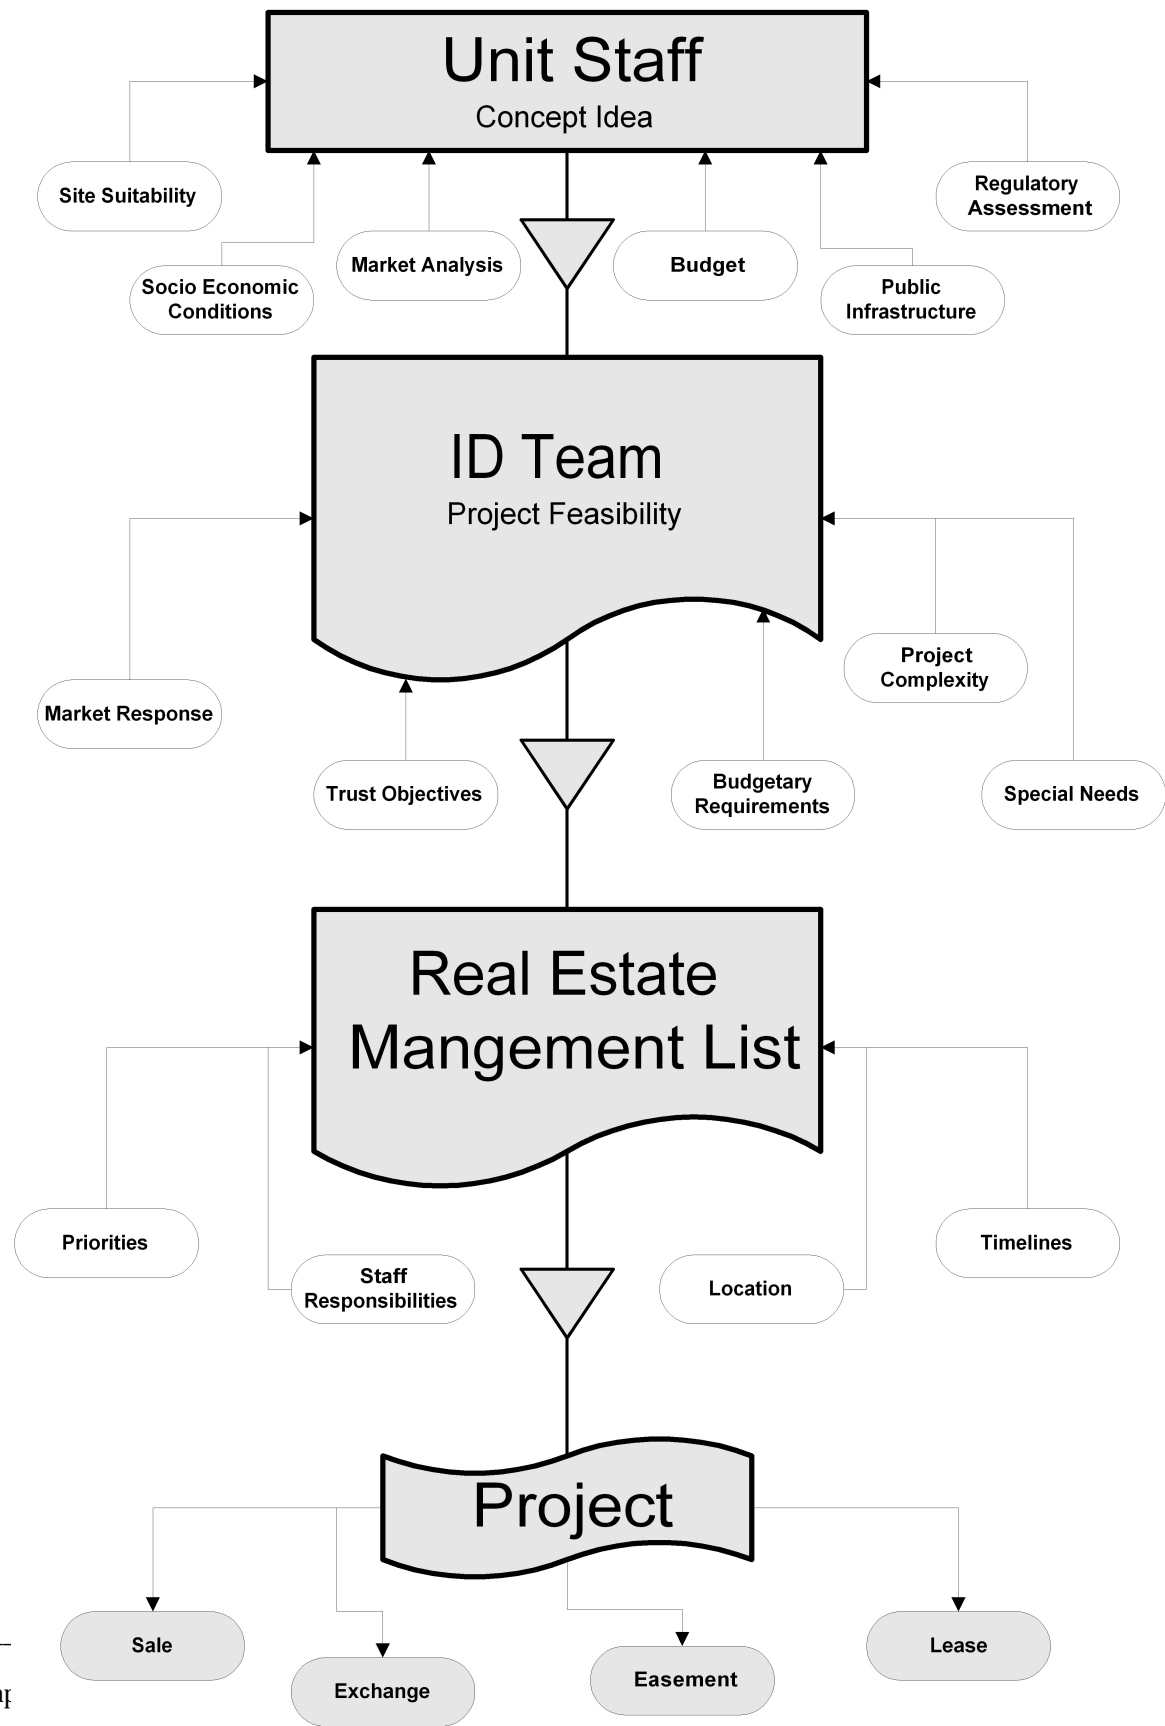 Unit Staff
Concept Idea
Site Suitability
Regulatory
Assessment
Market Analysis
Budget
Socio Economic
Conditions
Public
Infrastructure
ID Team
Project Feasibility
Project
Complexity
Market Response
Trust Objectives
Budgetary
Requirements
Special Needs
Real Estate
Mangement List
Priorities
Timelines
Staff
Responsibilities
Location
Project
Sale
Lease
Easement
Exchange